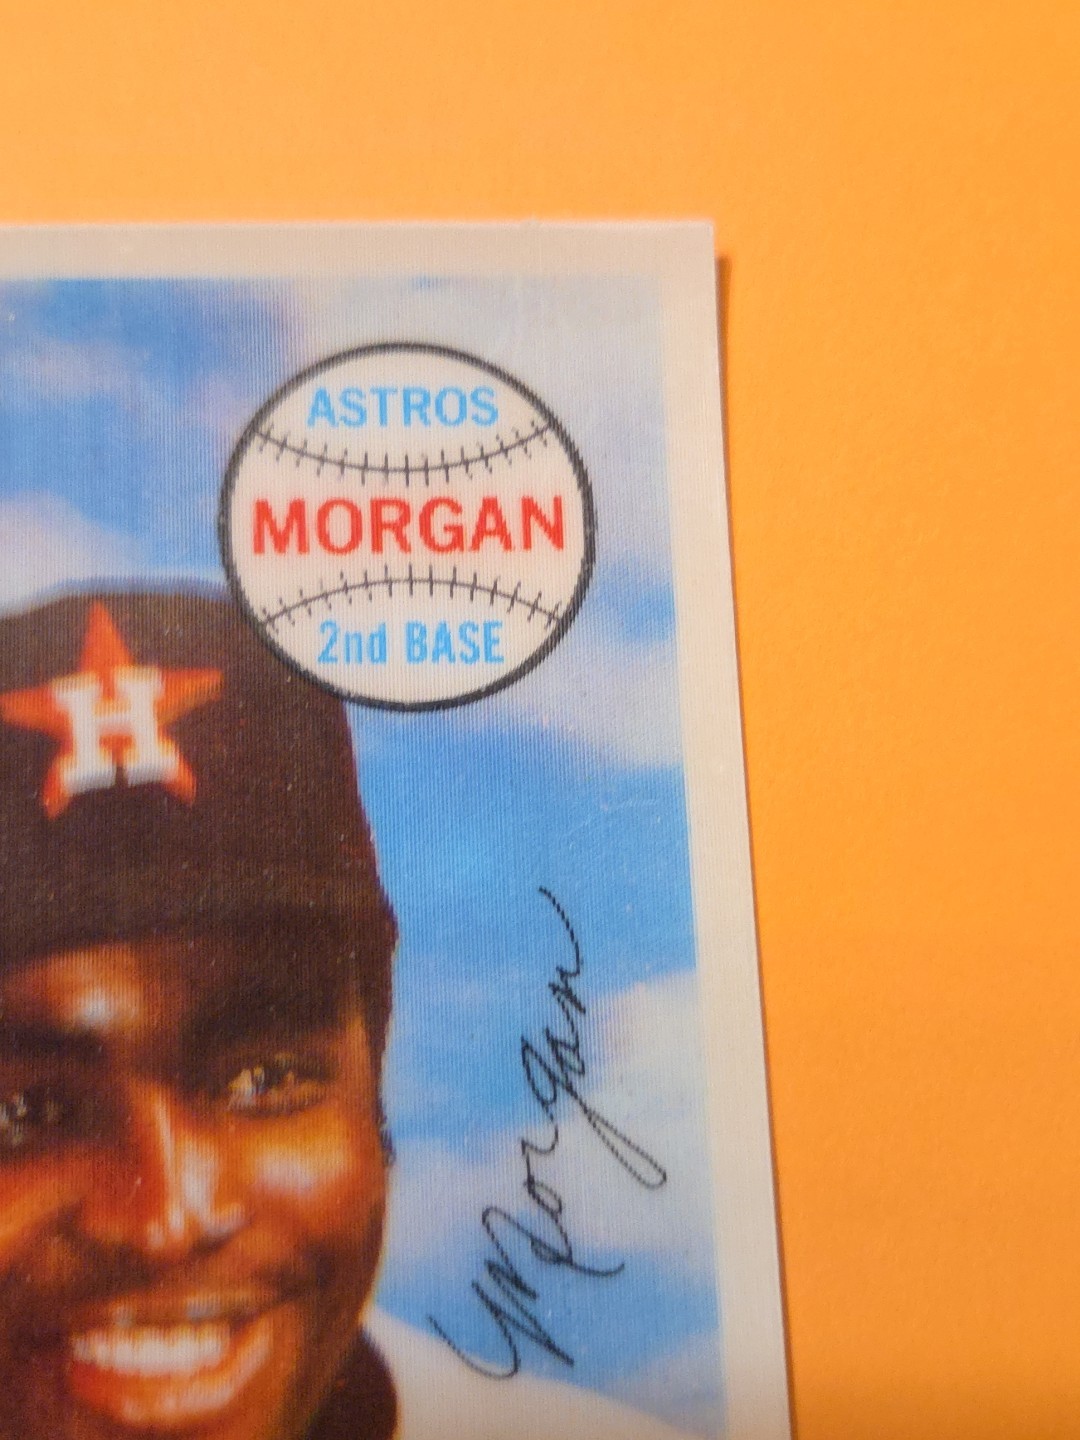 ASTROS
MORGAN
2nd BASE
H
Morgan